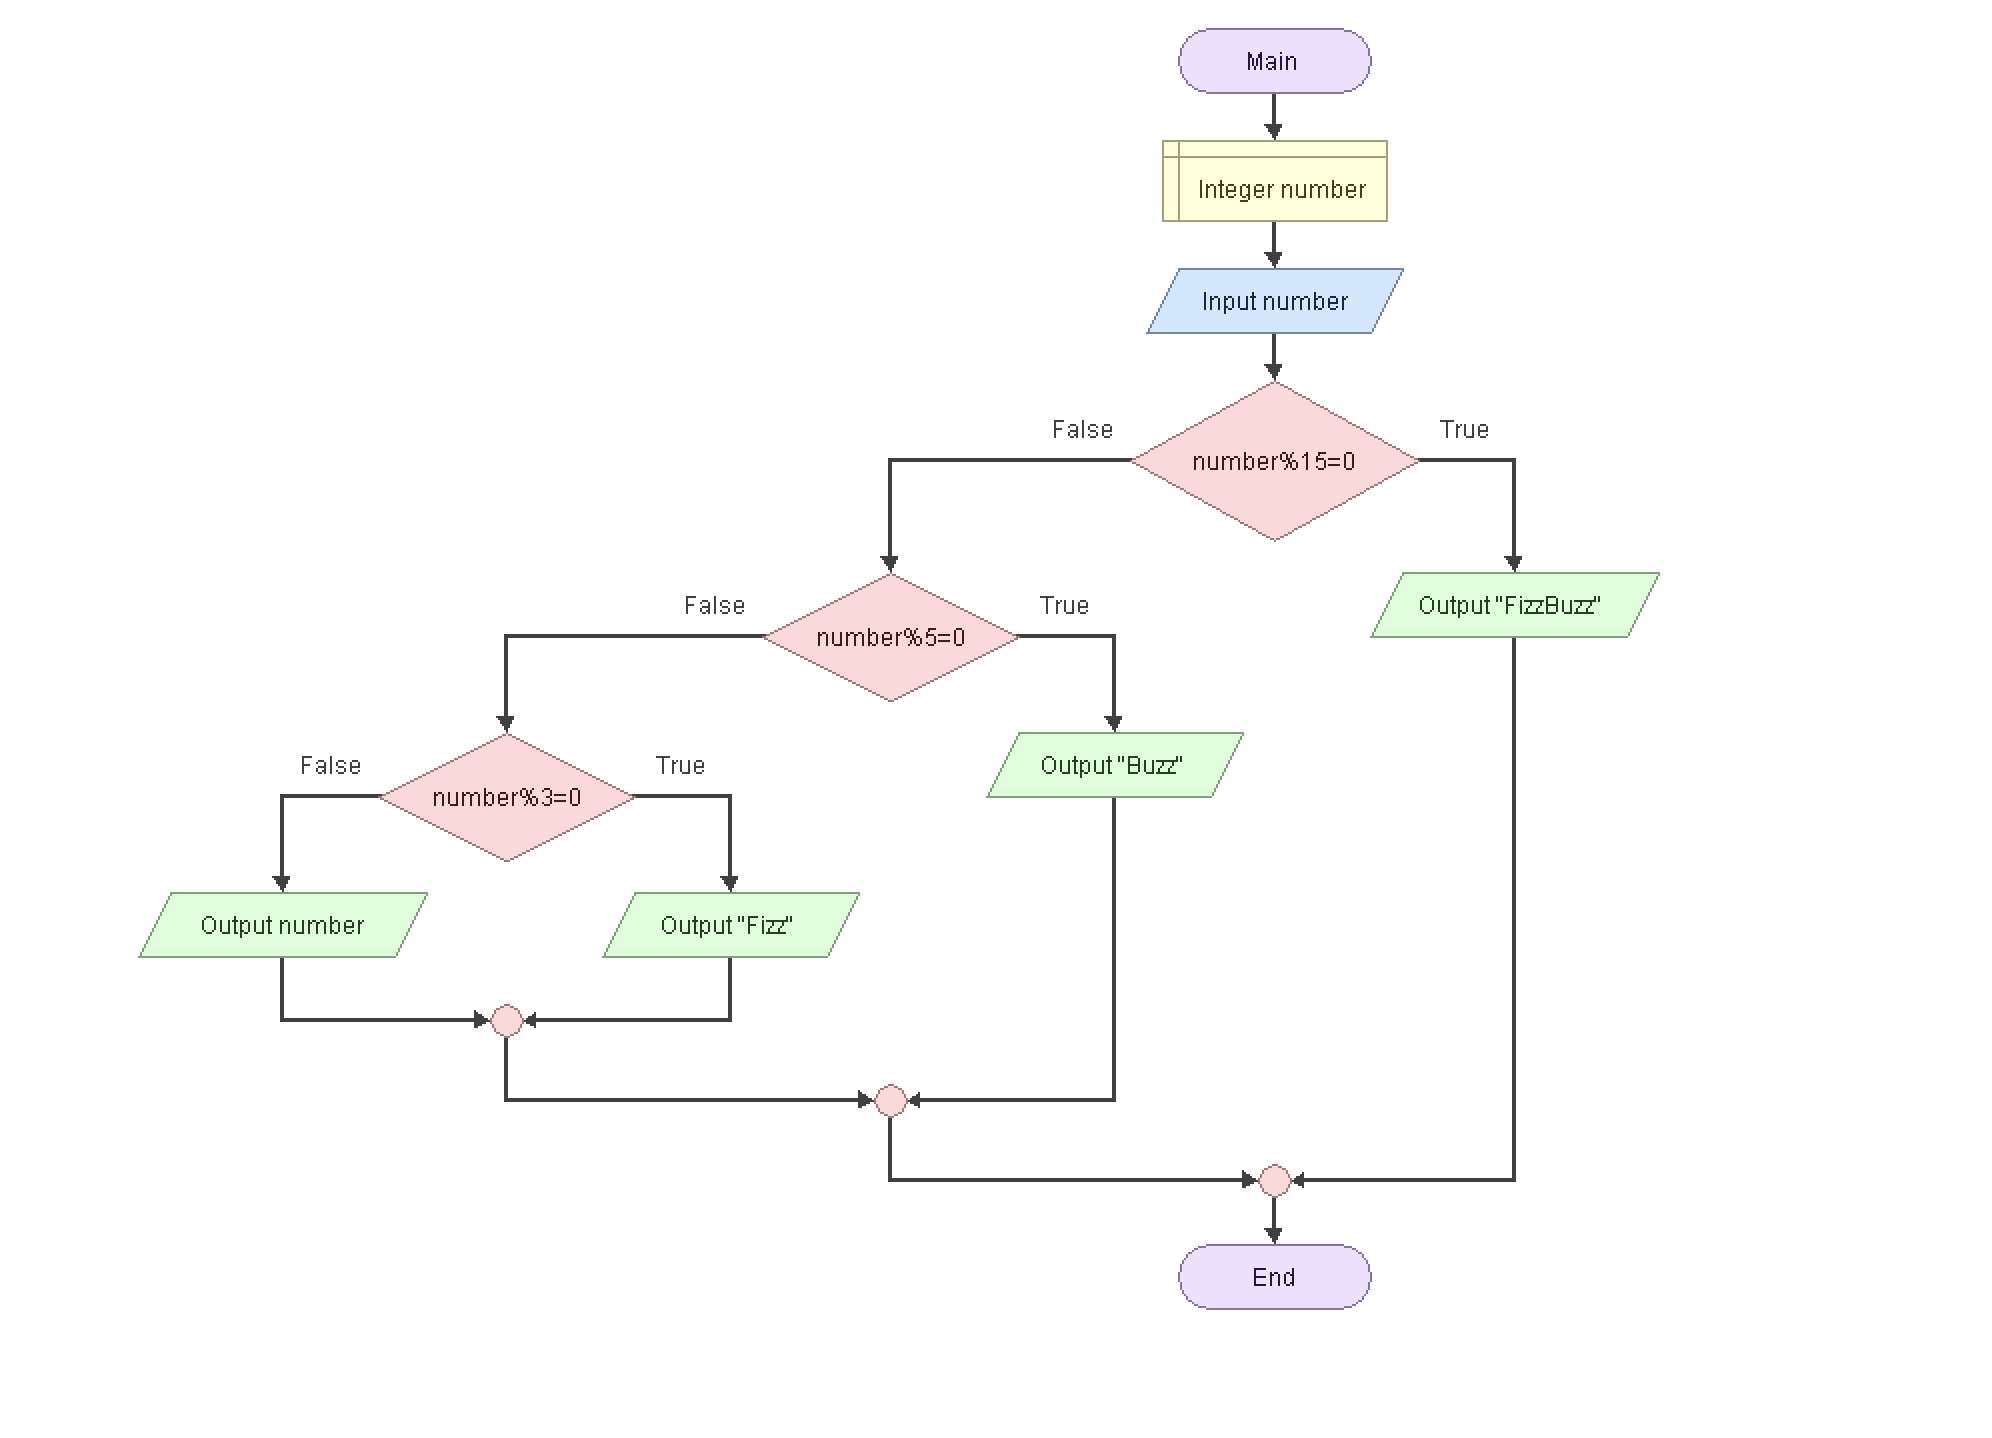 Main
Integer number
Input number
False
True
number%15=0
False
True
number%5=0
Output "FizzBuzz"
False
True
number%3=0
Output "Buzz"
Output number
Output "Fizz"
End